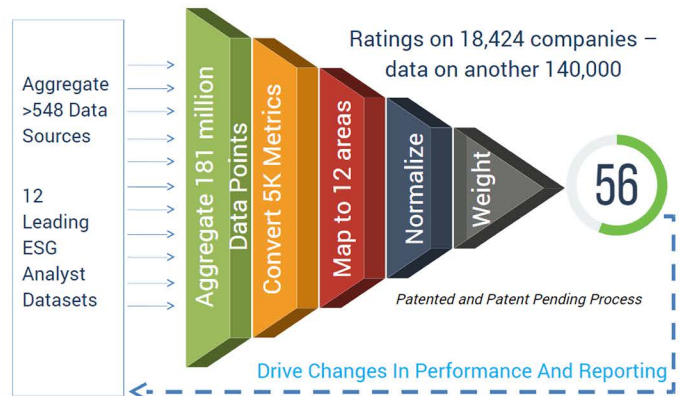 Aggregate
>548 Data
Sources
12
Leading
ESG
Analyst
Datasets
Aggregate 181 million
Data Points
Convert 5K Metrics
Map to 12 areas
Normalize
Weight
Ratings on 18,424 companies –
data on another 140,000
56
Patented and Patent Pending Process
Drive Changes In Performance And Reporting